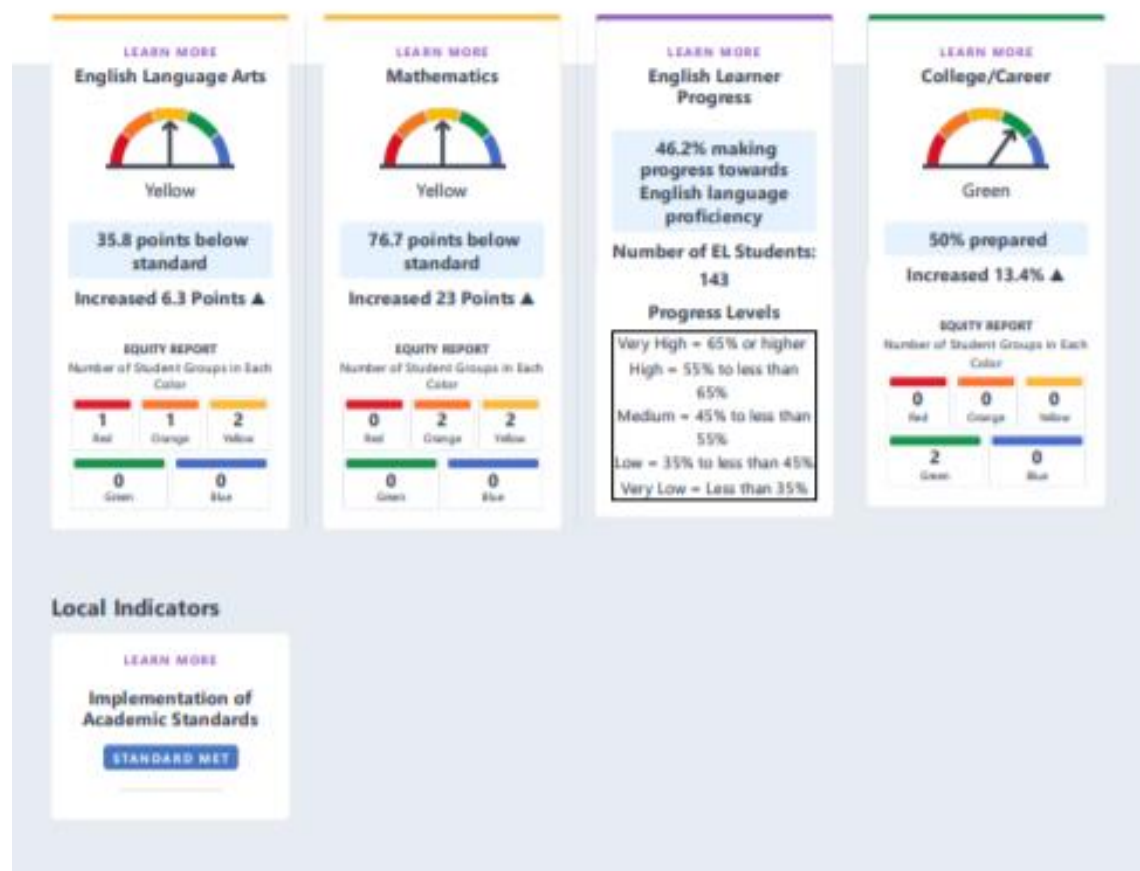 LEARN MORE
English Language Arts
Yellow
35.8 points below
standard
Increased 6.3 Points ▲
EQUITY REPORT
Number of Student Groups in Each
Color
1
Red
1
Orange
2
Yellow
0
Green
0
Blue
LEARN MORE
Mathematics
Yellow
76.7 points below
standard
Increased 23 Points ▲
EQUITY REPORT
Number of Student Groups in Each
Color
0
Red
2
Orange
2
Yellow
0
Green
0
Blue
LEARN MORE
English Learner
Progress
46.2% making
progress towards
English language
proficiency
Number of EL Students:
143
Progress Levels
Very High = 65% or higher
High = 55% to less than
65%
Medium = 45% to less than
55%
Low = 35% to less than 45%
Very Low = Less than 35%
LEARN MORE
College/Career
Green
50% prepared
Increased 13.4% ▲
EQUITY REPORT
Number of Student Groups in Each
Color
0
Red
0
Orange
0
Yellow
2
Green
0
Blue
Local Indicators
LEARN MORE
Implementation of
Academic Standards
STANDARD MET